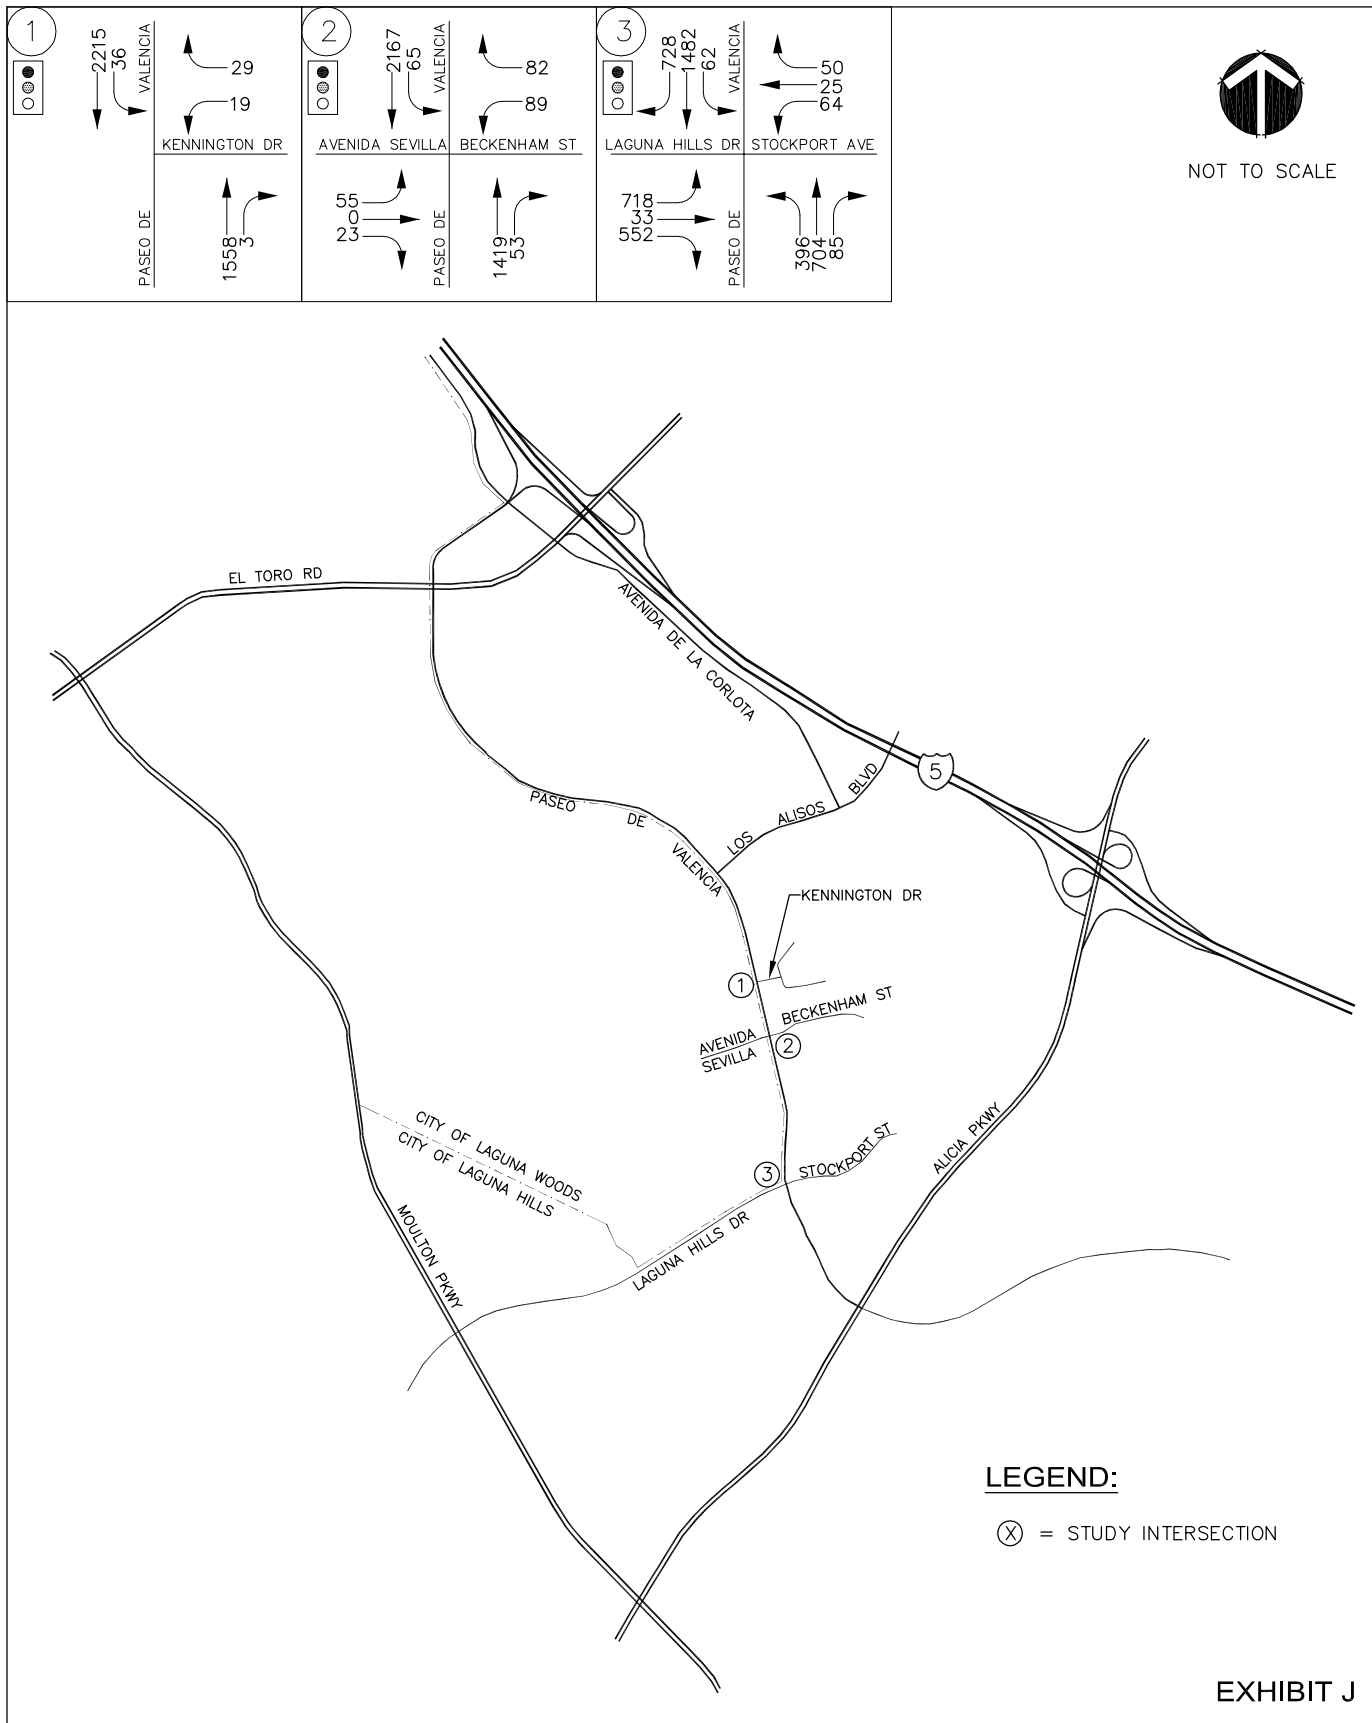 1
2215
36
VALENCIA
29
19
KENNINGTON DR
PASEO DE
1558
3
2
2167
65
VALENCIA
82
89
AVENIDA SEVILLA
BECKENHAM ST
55
0
23
PASEO DE
1419
53
3
728
1482
62
VALENCIA
50
25
64
LAGUNA HILLS DR
STOCKPORT AVE
718
33
552
PASEO DE
396
704
85
NOT TO SCALE
EL TORO RD
AVENIDA DE LA CORLOTA
5
PASEO DE VALENCIA
LOS ALISOS BLVD
KENNINGTON DR
1
BECKENHAM ST
AVENIDA
SEVILLA
2
CITY OF LAGUNA WOODS
CITY OF LAGUNA HILLS
ALICIA PKWY
3
STOCKPORT ST
MOULTON PKWY
LAGUNA HILLS DR
LEGEND:
X = STUDY INTERSECTION
EXHIBIT J